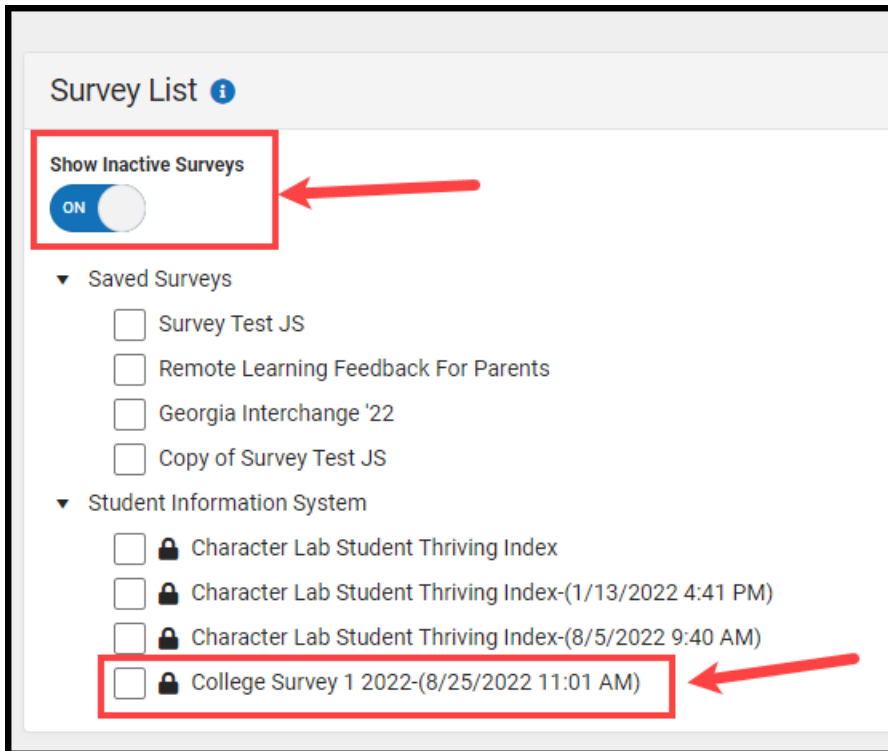 Survey List
Show Inactive Surveys
ON
Saved Surveys
Survey Test JS
Remote Learning Feedback For Parents
Georgia Interchange '22
Copy of Survey Test JS
Student Information System
Character Lab Student Thriving Index
Character Lab Student Thriving Index-(1/13/2022 4:41 PM)
Character Lab Student Thriving Index-(8/5/2022 9:40 AM)
College Survey 1 2022-(8/25/2022 11:01 AM)